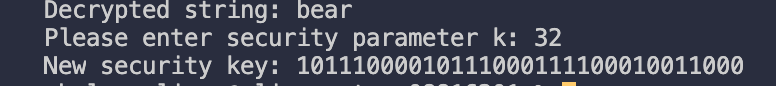 Decrypted string: bear
Please enter security parameter k: 32
New security key: 10111000010111000111100010011000